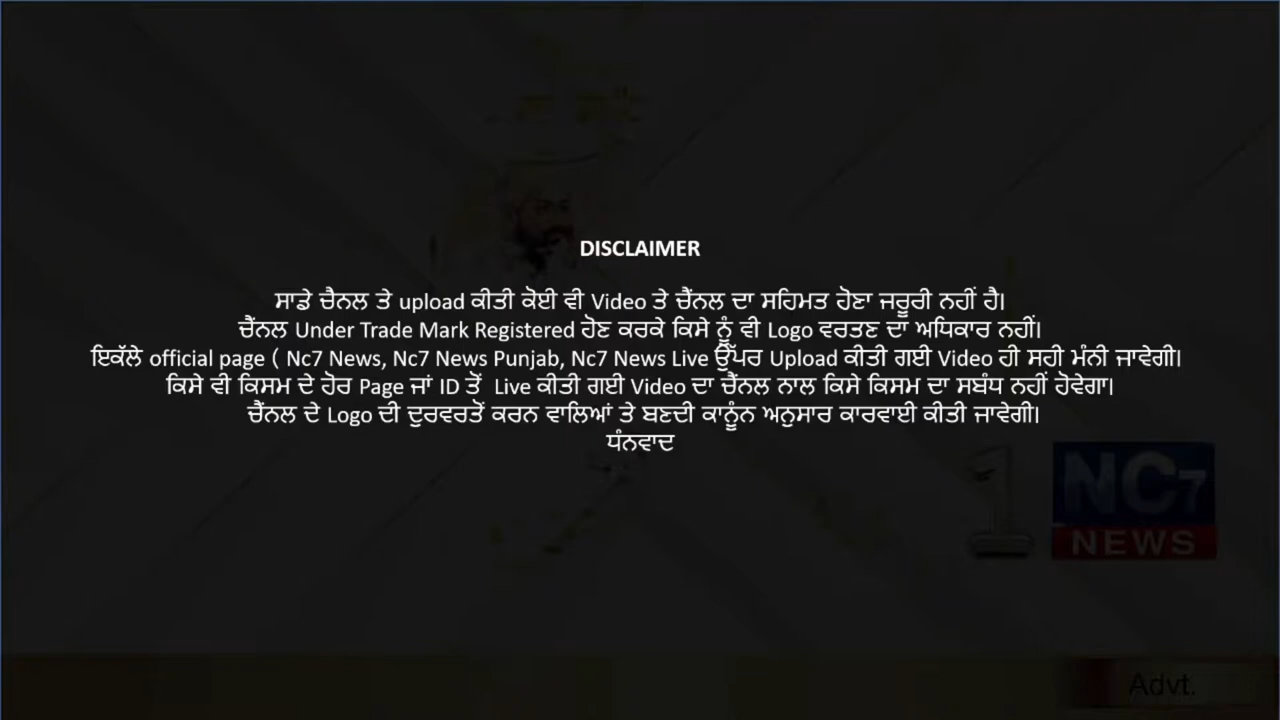 DISCLAIMER
ਸਾਡੇ ਚੈਨਲ ਤੇ upload ਕੀਤੀ ਕੋਈ ਵੀ Video ਤੇ ਚੈਂਨਲ ਦਾ ਸਹਿਮਤ ਹੋਣਾ ਜਰੂਰੀ ਨਹੀਂ ਹੈ।
ਚੈਂਨਲ Under Trade Mark Registered ਹੋਣ ਕਰਕੇ ਕਿਸੇ ਨੂੰ ਵੀ Logo ਵਰਤਣ ਦਾ ਅਧਿਕਾਰ ਨਹੀਂ।
ਇਕੱਲੇ official page ( Nc7 News, Nc7 News Punjab, Nc7 News Live ਉੱਪਰ Upload ਕੀਤੀ ਗਈ Video ਹੀ ਸਹੀ ਮੰਨੀ ਜਾਵੇਗੀ।
ਕਿਸੇ ਵੀ ਕਿਸਮ ਦੇ ਹੋਰ Page ਜਾਂ ID ਤੋਂ Live ਕੀਤੀ ਗਈ Video ਦਾ ਚੈਂਨਲ ਨਾਲ ਕਿਸੇ ਕਿਸਮ ਦਾ ਸਬੰਧ ਨਹੀਂ ਹੋਵੇਗਾ।
ਚੈਂਨਲ ਦੇ Logo ਦੀ ਦੁਰਵਰਤੋਂ ਕਰਨ ਵਾਲਿਆਂ ਤੇ ਬਣਦੀ ਕਾਨੂੰਨ ਅਨੁਸਾਰ ਕਾਰਵਾਈ ਕੀਤੀ ਜਾਵੇਗੀ।
ਧੰਨਵਾਦ
1
NC7
NEWS
Advt.